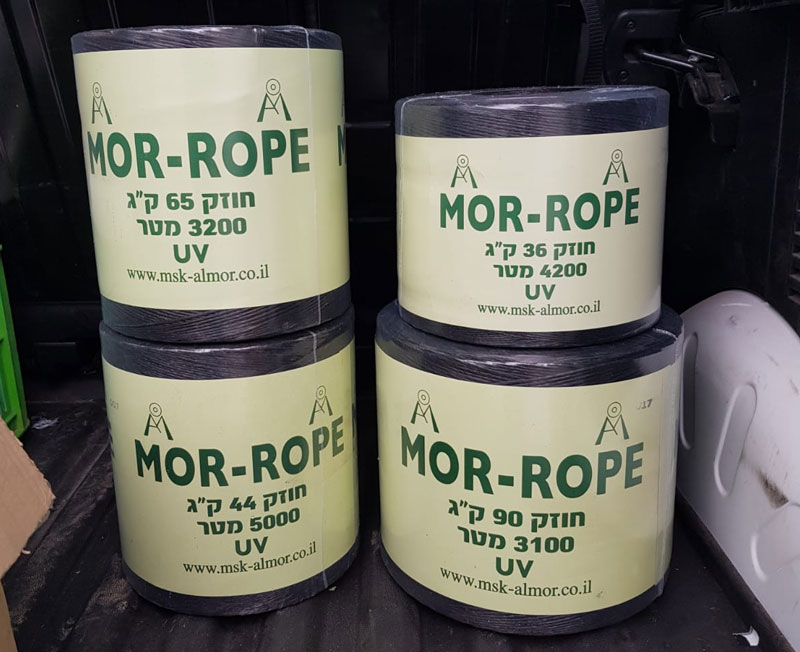 MOR-ROPE
חוזק 65 ק"ג
3200 מטר
UV
www.msk-almor.co.il
MOR-ROPE
חוזק 36 ק"ג
4200 מטר
UV
www.msk-almor.co.il
MOR-ROPE
חוזק 44 ק"ג
5000 מטר
UV
www.msk-almor.co.il
MOR-ROPE
חוזק 90 ק"ג
3100 מטר
UV
www.msk-almor.co.il